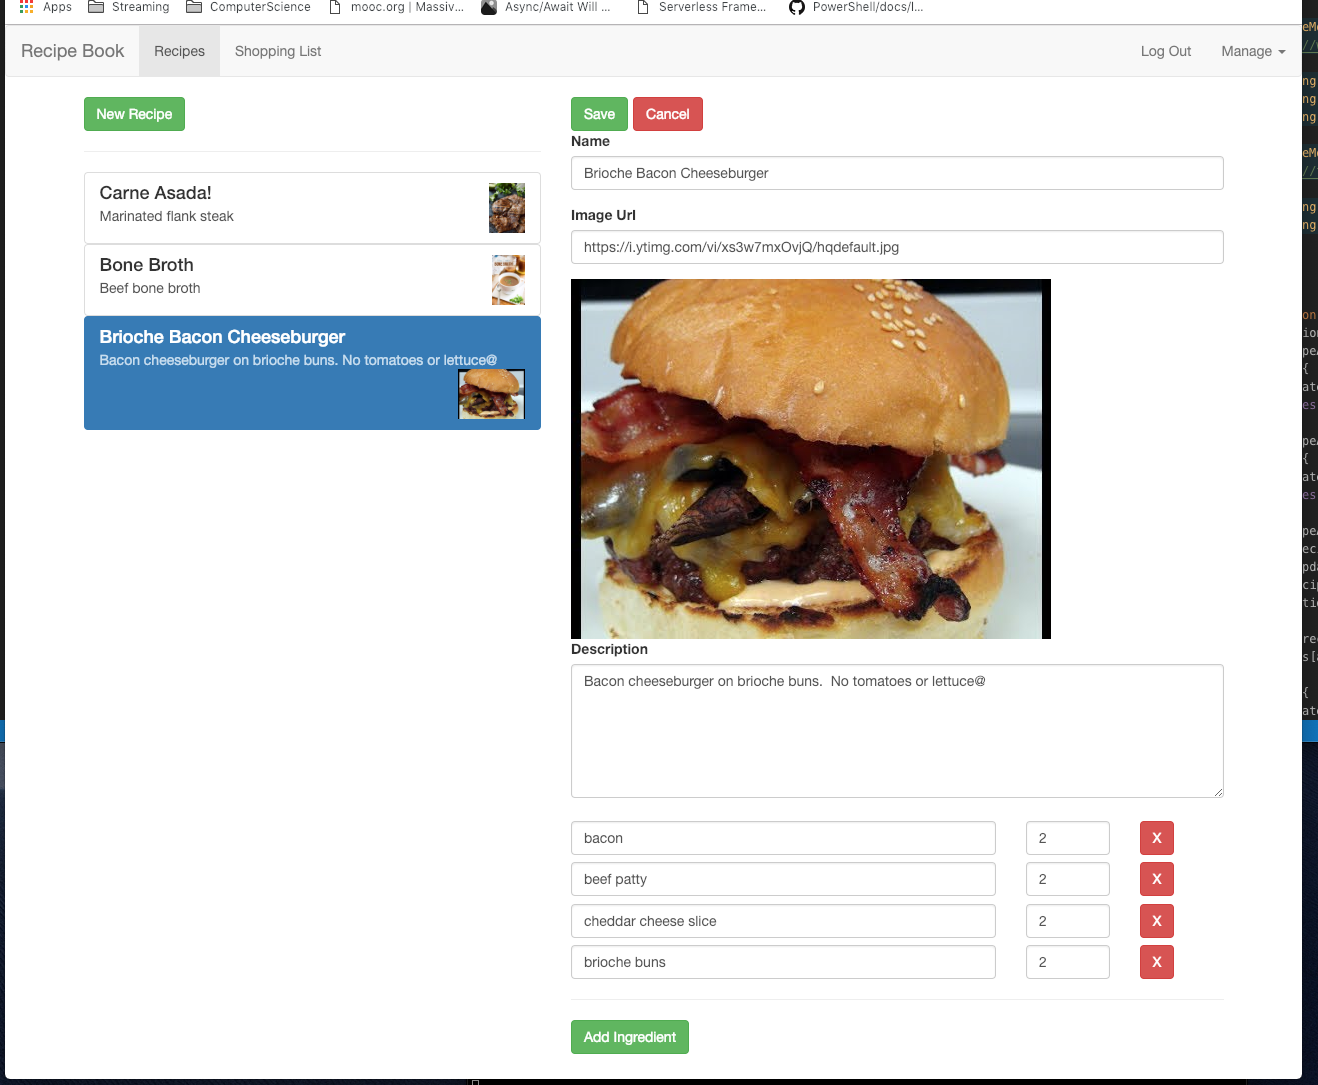 Apps Streaming ComputerScience mooc.org | Massiv... Async/Await Will ... Serverless Frame... PowerShell/docs/I...
Recipe Book Recipes Shopping List Log Out Manage
New Recipe
Carne Asada!
Marinated flank steak
Bone Broth
Beef bone broth
Brioche Bacon Cheeseburger
Bacon cheeseburger on brioche buns. No tomatoes or lettuce@
Save Cancel
Name
Brioche Bacon Cheeseburger
Image Url
https://i.ytimg.com/vi/xs3w7mxOvjQ/hqdefault.jpg
Description
Bacon cheeseburger on brioche buns.  No tomatoes or lettuce@
bacon 2 X
beef patty 2 X
cheddar cheese slice 2 X
brioche buns 2 X
Add Ingredient